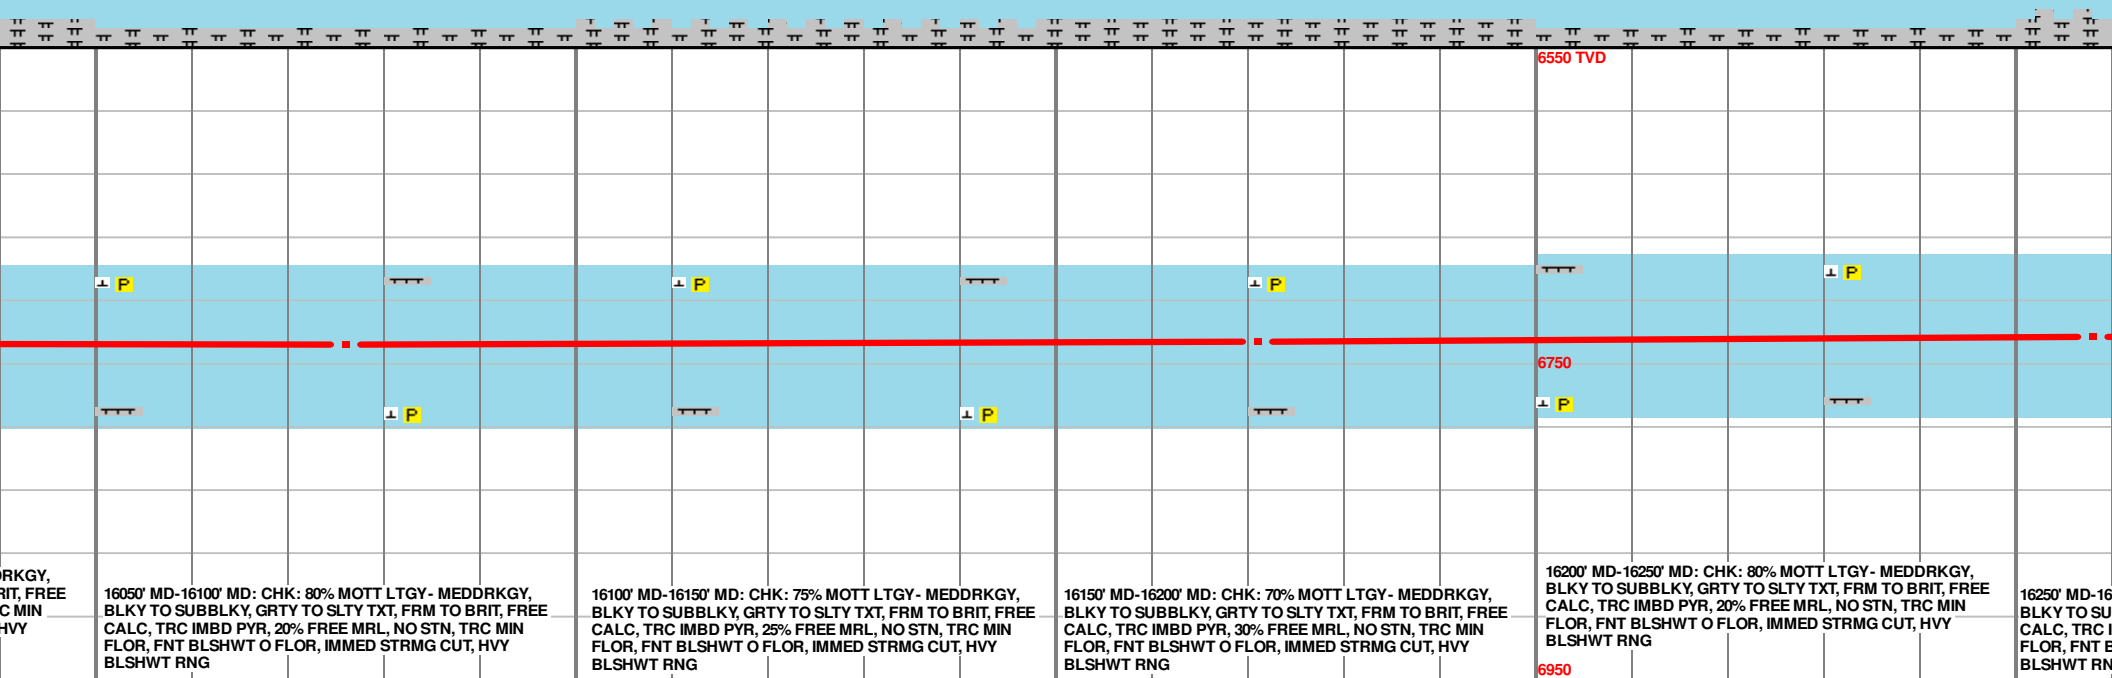 6550 TVD
P
P
P
P
P
P
6750
P
P
RKGY,
RIT, FREE
C MIN
HVY
16050' MD-16100' MD: CHK: 80% MOTT LTGY- MEDDRKGY,
BLKY TO SUBBLKY, GRTY TO SLTY TXT, FRM TO BRIT, FREE
CALC, TRC IMBD PYR, 20% FREE MRL, NO STN, TRC MIN
FLOR, FNT BLSHWT O FLOR, IMMED STRMG CUT, HVY
BLSHWT RNG
16100' MD-16150' MD: CHK: 75% MOTT LTGY- MEDDRKGY,
BLKY TO SUBBLKY, GRTY TO SLTY TXT, FRM TO BRIT, FREE
CALC, TRC IMBD PYR, 25% FREE MRL, NO STN, TRC MIN
FLOR, FNT BLSHWT O FLOR, IMMED STRMG CUT, HVY
BLSHWT RNG
16150' MD-16200' MD: CHK: 70% MOTT LTGY- MEDDRKGY,
BLKY TO SUBBLKY, GRTY TO SLTY TXT, FRM TO BRIT, FREE
CALC, TRC IMBD PYR, 30% FREE MRL, NO STN, TRC MIN
FLOR, FNT BLSHWT O FLOR, IMMED STRMG CUT, HVY
BLSHWT RNG
16200' MD-16250' MD: CHK: 80% MOTT LTGY- MEDDRKGY,
BLKY TO SUBBLKY, GRTY TO SLTY TXT, FRM TO BRIT, FREE
CALC, TRC IMBD PYR, 20% FREE MRL, NO STN, TRC MIN
FLOR, FNT BLSHWT O FLOR, IMMED STRMG CUT, HVY
BLSHWT RNG
6950
16250' MD-16
BLKY TO SU
CALC, TRC I
FLOR, FNT B
BLSHWT RN